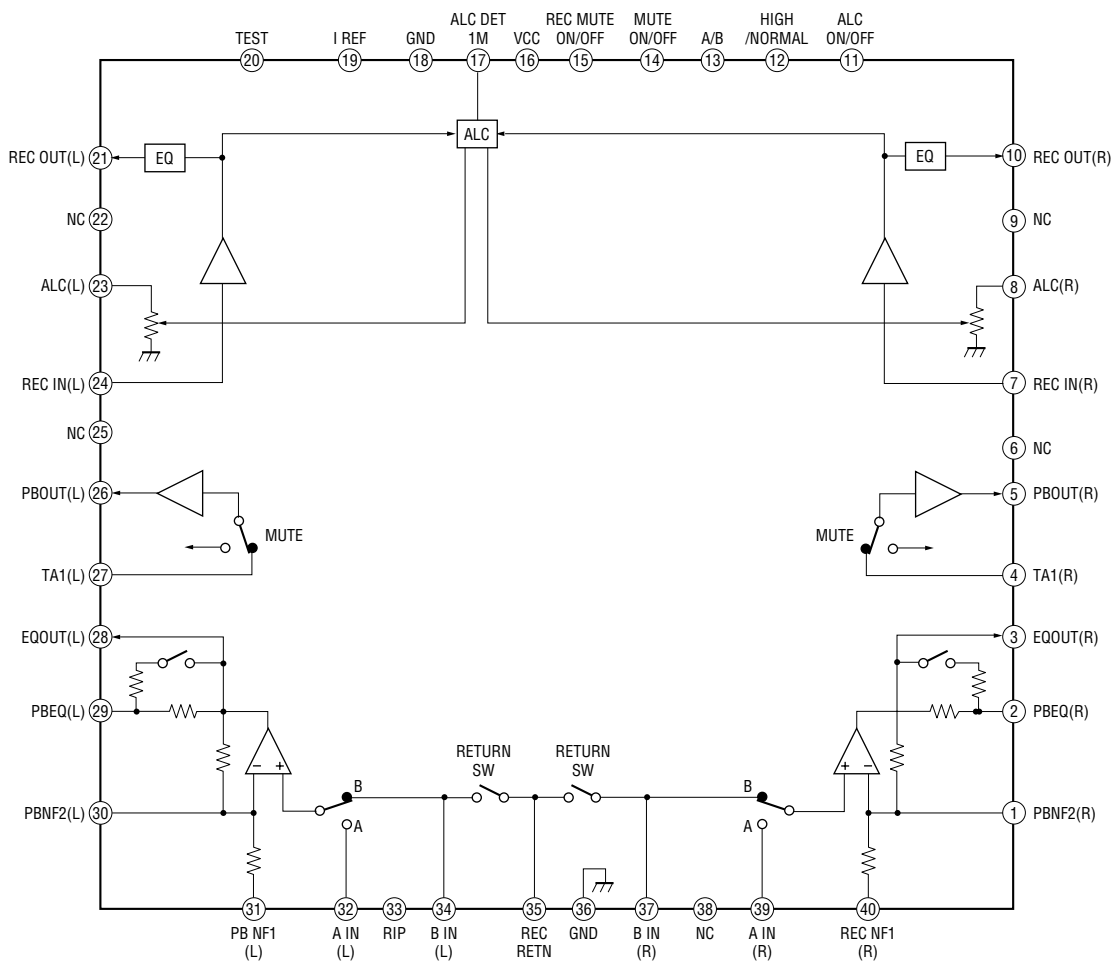 TEST
20
I REF
19
GND
18
ALC DET
1M
17
VCC
16
REC MUTE
ON/OFF
15
MUTE
ON/OFF
14
A/B
13
HIGH
/NORMAL
12
ALC
ON/OFF
11
ALC
REC OUT(L) 21
EQ
EQ
10 REC OUT(R)
NC 22
9 NC
ALC(L) 23
8 ALC(R)
REC IN(L) 24
7 REC IN(R)
NC 25
6 NC
PBOUT(L) 26
5 PBOUT(R)
MUTE
MUTE
TA1(L) 27
4 TA1(R)
EQOUT(L) 28
3 EQOUT(R)
PBEQ(L) 29
2 PBEQ(R)
RETURN
SW
RETURN
SW
− +
+ −
B
B
A
A
PBNF2(L) 30
1 PBNF2(R)
31
PB NF1
(L)
32
A IN
(L)
33
RIP
34
B IN
(L)
35
REC
RETN
36
GND
37
B IN
(R)
38
NC
39
A IN
(R)
40
REC NF1
(R)